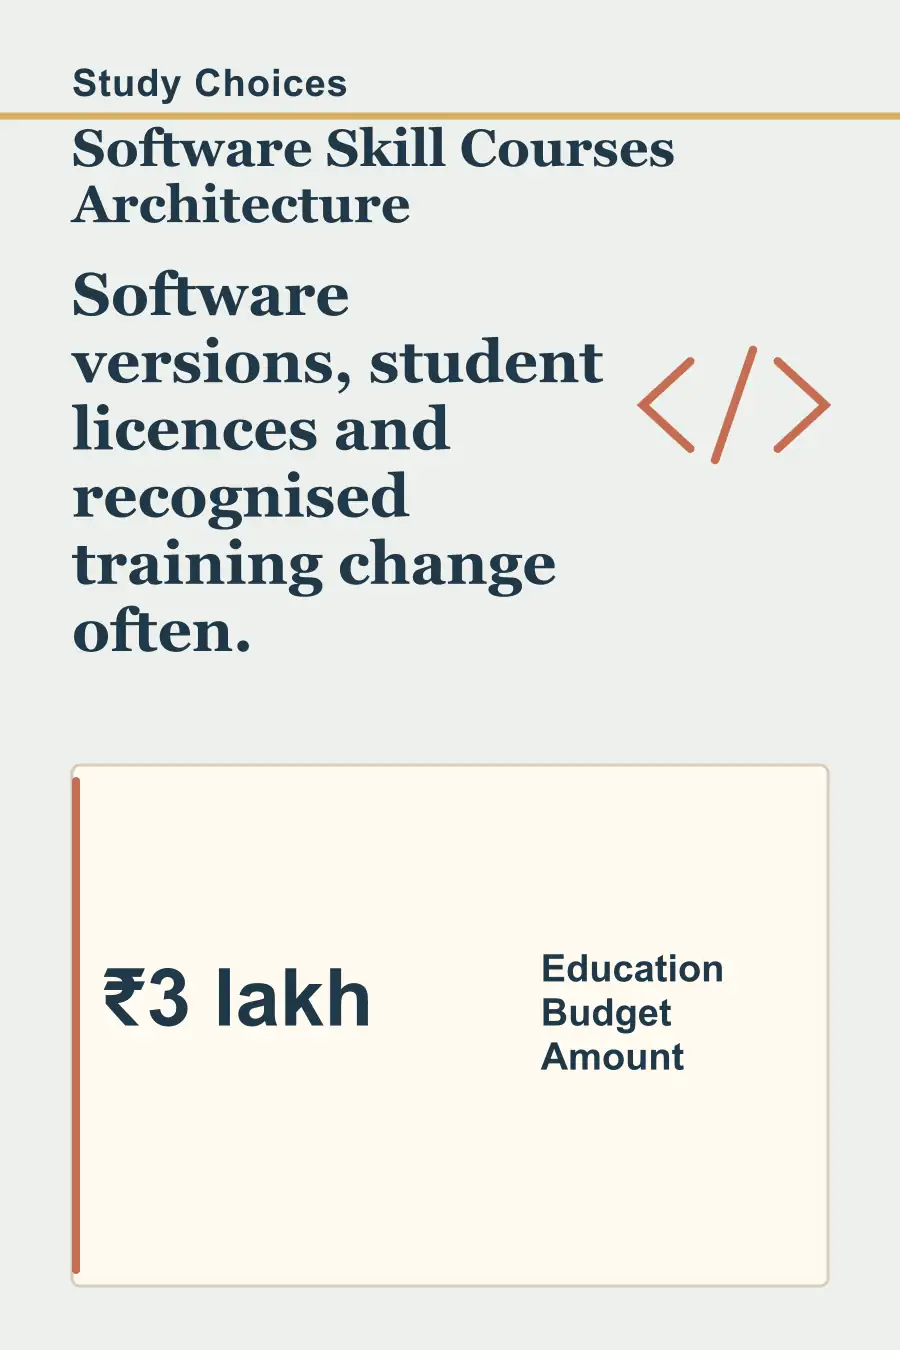 Study Choices
Software Skill Courses
Architecture
Software
versions, student
licences and
recognised
training change
often.
₹3 lakh
Education
Budget
Amount